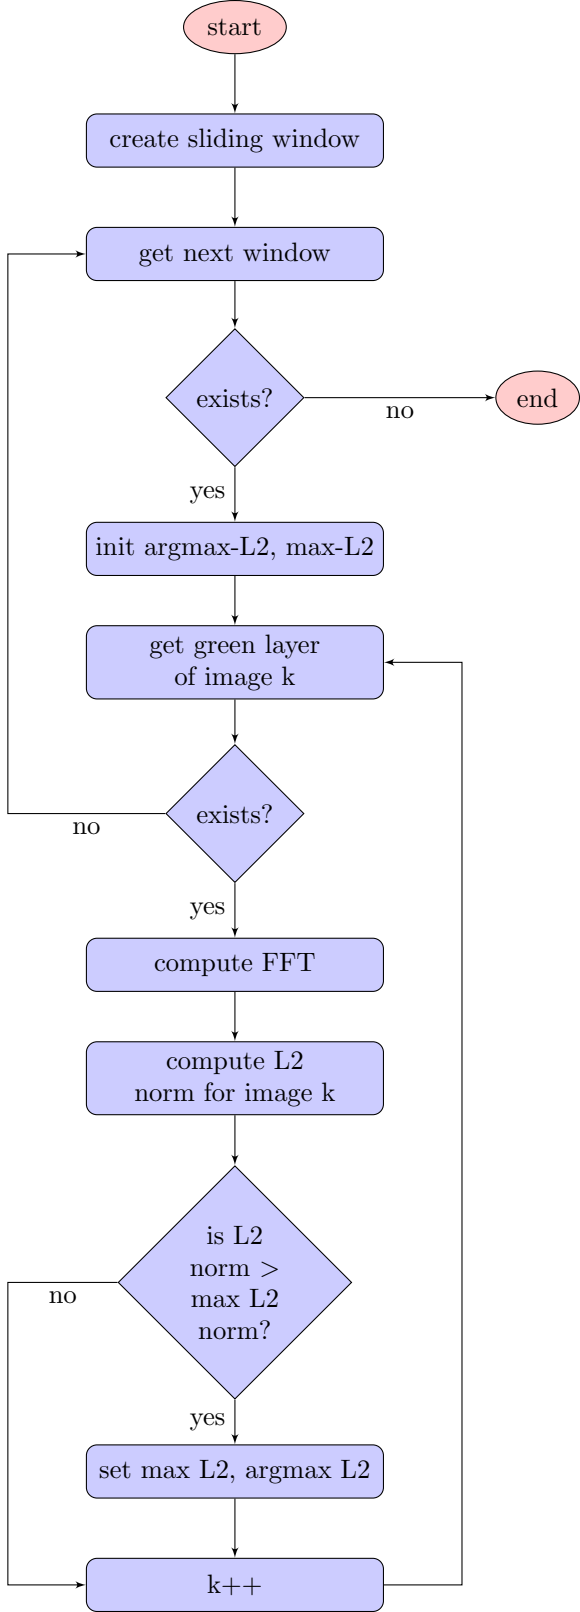 start
create sliding window
get next window
exists?
no
end
yes
init argmax-L2, max-L2
get green layer
of image k
exists?
no
yes
compute FFT
compute L2
norm for image k
is L2
norm >
max L2
norm?
no
yes
set max L2, argmax L2
k++